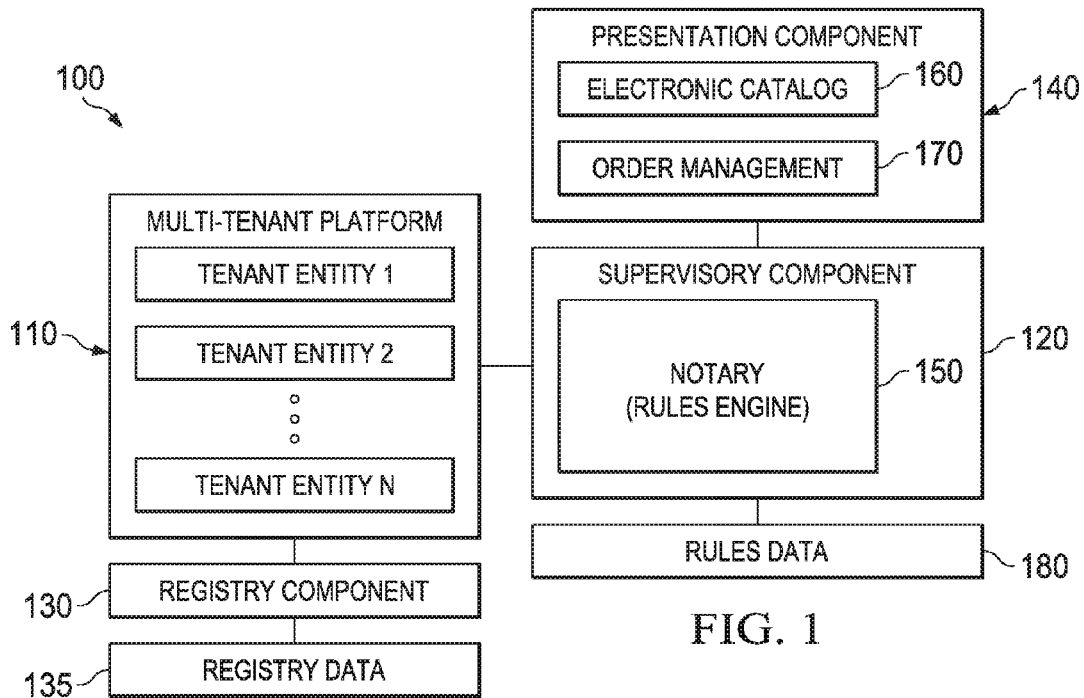 100
PRESENTATION COMPONENT
ELECTRONIC CATALOG
160
140
ORDER MANAGEMENT
170
MULTI-TENANT PLATFORM
TENANT ENTITY 1
110
TENANT ENTITY 2
TENANT ENTITY N
SUPERVISORY COMPONENT
120
NOTARY
(RULES ENGINE)
150
RULES DATA
180
130
REGISTRY COMPONENT
135
REGISTRY DATA
FIG. 1